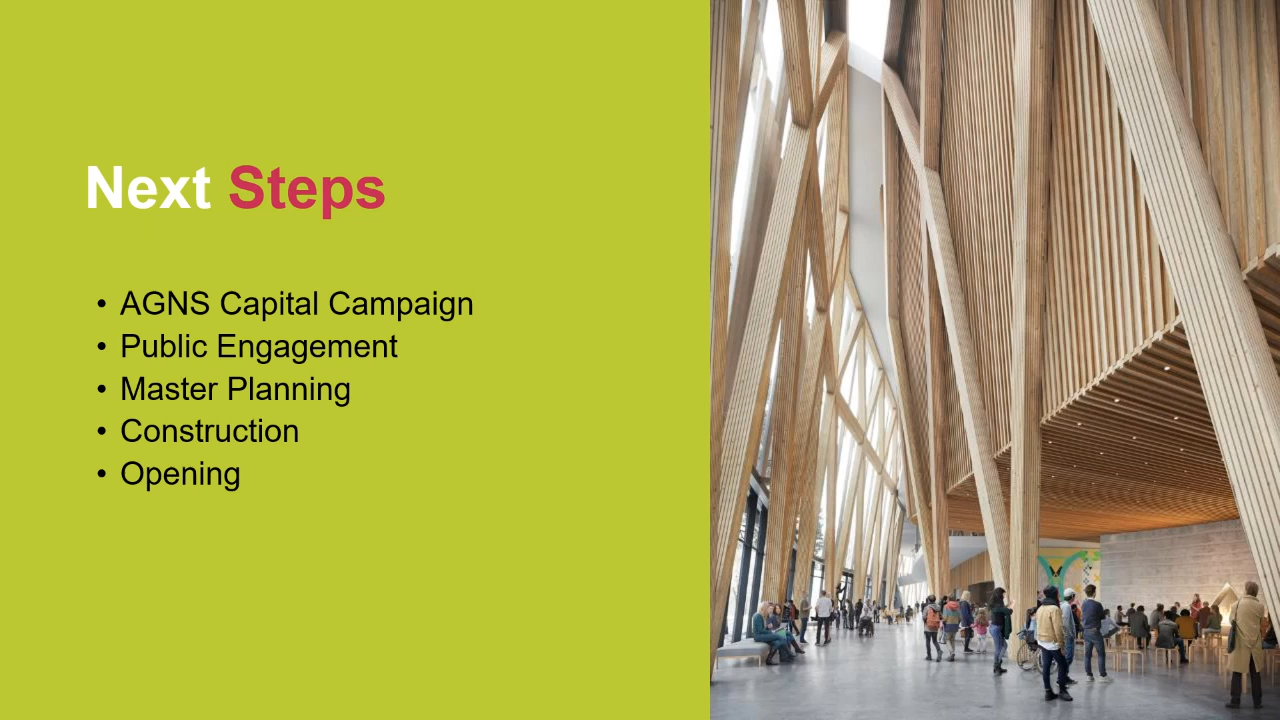 Next Steps
• AGNS Capital Campaign
• Public Engagement
• Master Planning
• Construction
• Opening